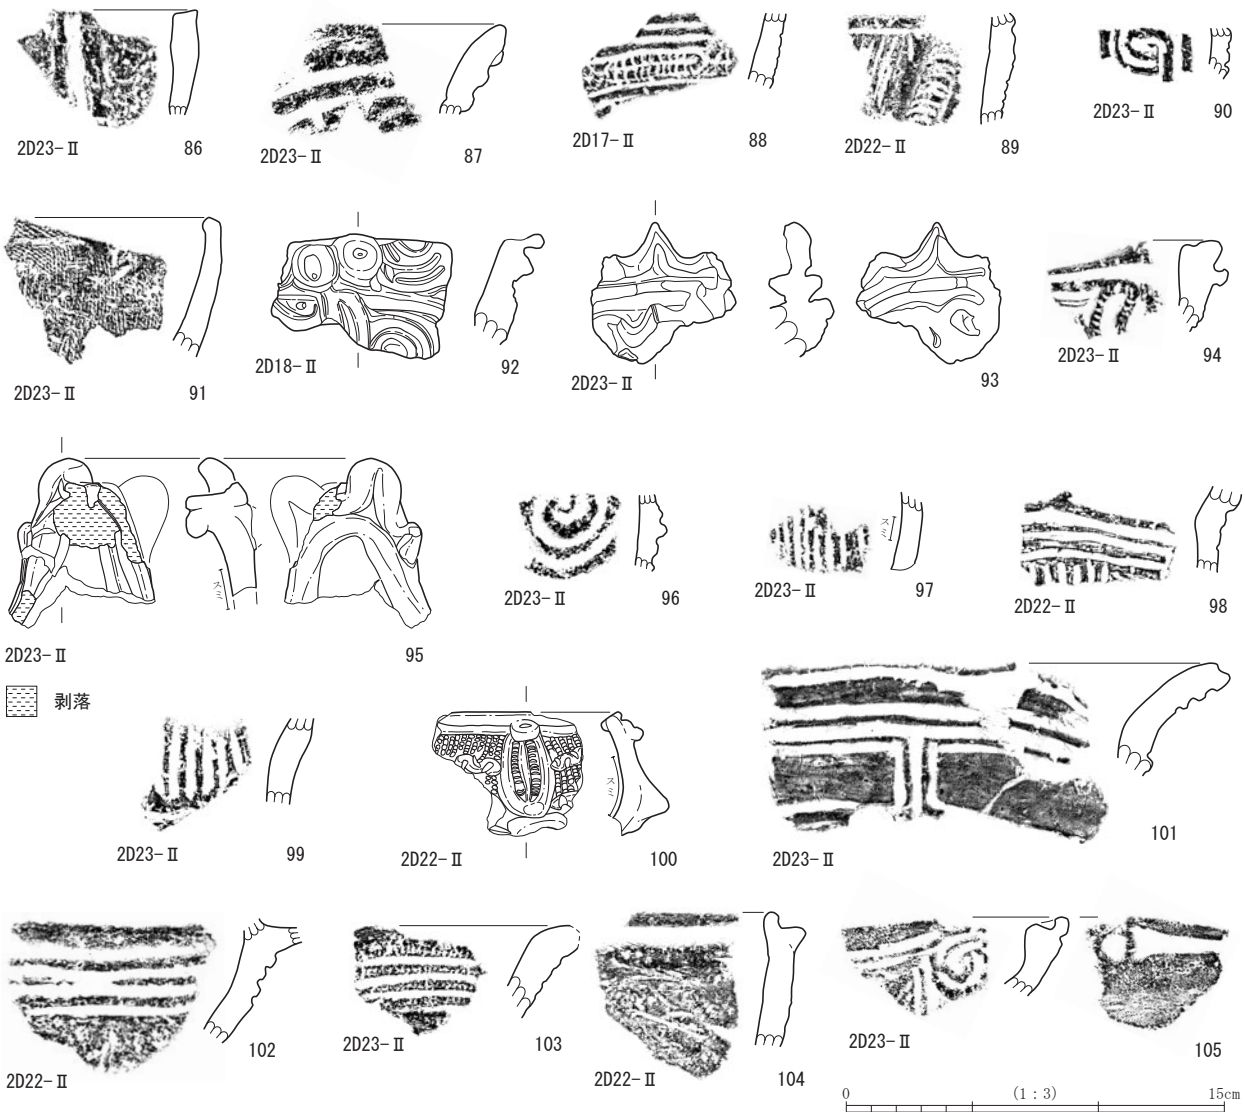 2D23-Ⅱ 86
2D23-Ⅱ 87
2D17-Ⅱ 88
2D22-Ⅱ 89
2D23-Ⅱ 90
2D23-Ⅱ 91
2D18-Ⅱ 92
2D23-Ⅱ 93
2D23-Ⅱ 94
スミ
2D23-Ⅱ 95
剥落
2D23-Ⅱ 96
スミ
2D23-Ⅱ 97
2D22-Ⅱ 98
2D23-Ⅱ 99
スミ
2D22-Ⅱ 100
2D23-Ⅱ 101
2D22-Ⅱ 102
2D23-Ⅱ 103
2D22-Ⅱ 104
2D23-Ⅱ 105
0 (1:3) 15cm